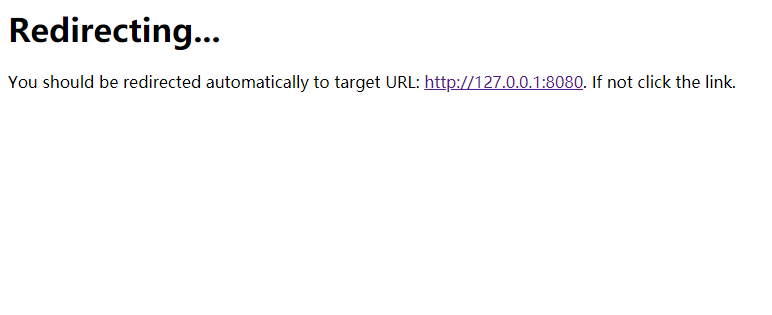 Redirecting...
You should be redirected automatically to target URL: http://127.0.0.1:8080. If not click the link.